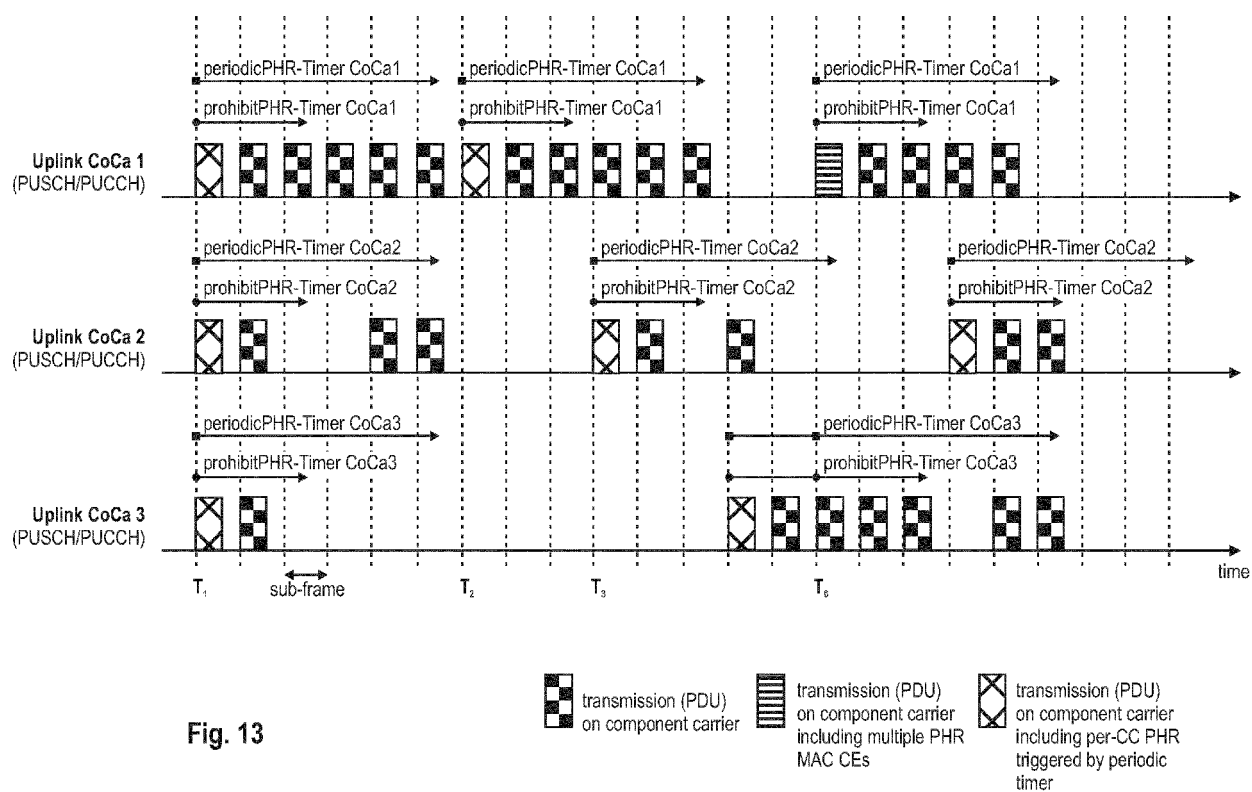 periodicPHR-Timer CoCa1 periodicPHR-Timer CoCa1 periodicPHR-Timer CoCa1
prohibitPHR-Timer CoCa1 prohibitPHR-Timer CoCa1 prohibitPHR-Timer CoCa1
Uplink CoCa 1
(PUSCH/PUCCH)
periodicPHR-Timer CoCa2 periodicPHR-Timer CoCa2 periodicPHR-Timer CoCa2
prohibitPHR-Timer CoCa2 prohibitPHR-Timer CoCa2 prohibitPHR-Timer CoCa2
Uplink CoCa 2
(PUSCH/PUCCH)
periodicPHR-Timer CoCa3 periodicPHR-Timer CoCa3
prohibitPHR-Timer CoCa3 prohibitPHR-Timer CoCa3
Uplink CoCa 3
(PUSCH/PUCCH)
time
T1 sub-frame T2 T3 T6
transmission (PDU)
on component carrier
transmission (PDU)
on component carrier
including multiple PHR
MAC CEs
transmission (PDU)
on component carrier
including per-CC PHR
triggered by periodic
timer
Fig. 13